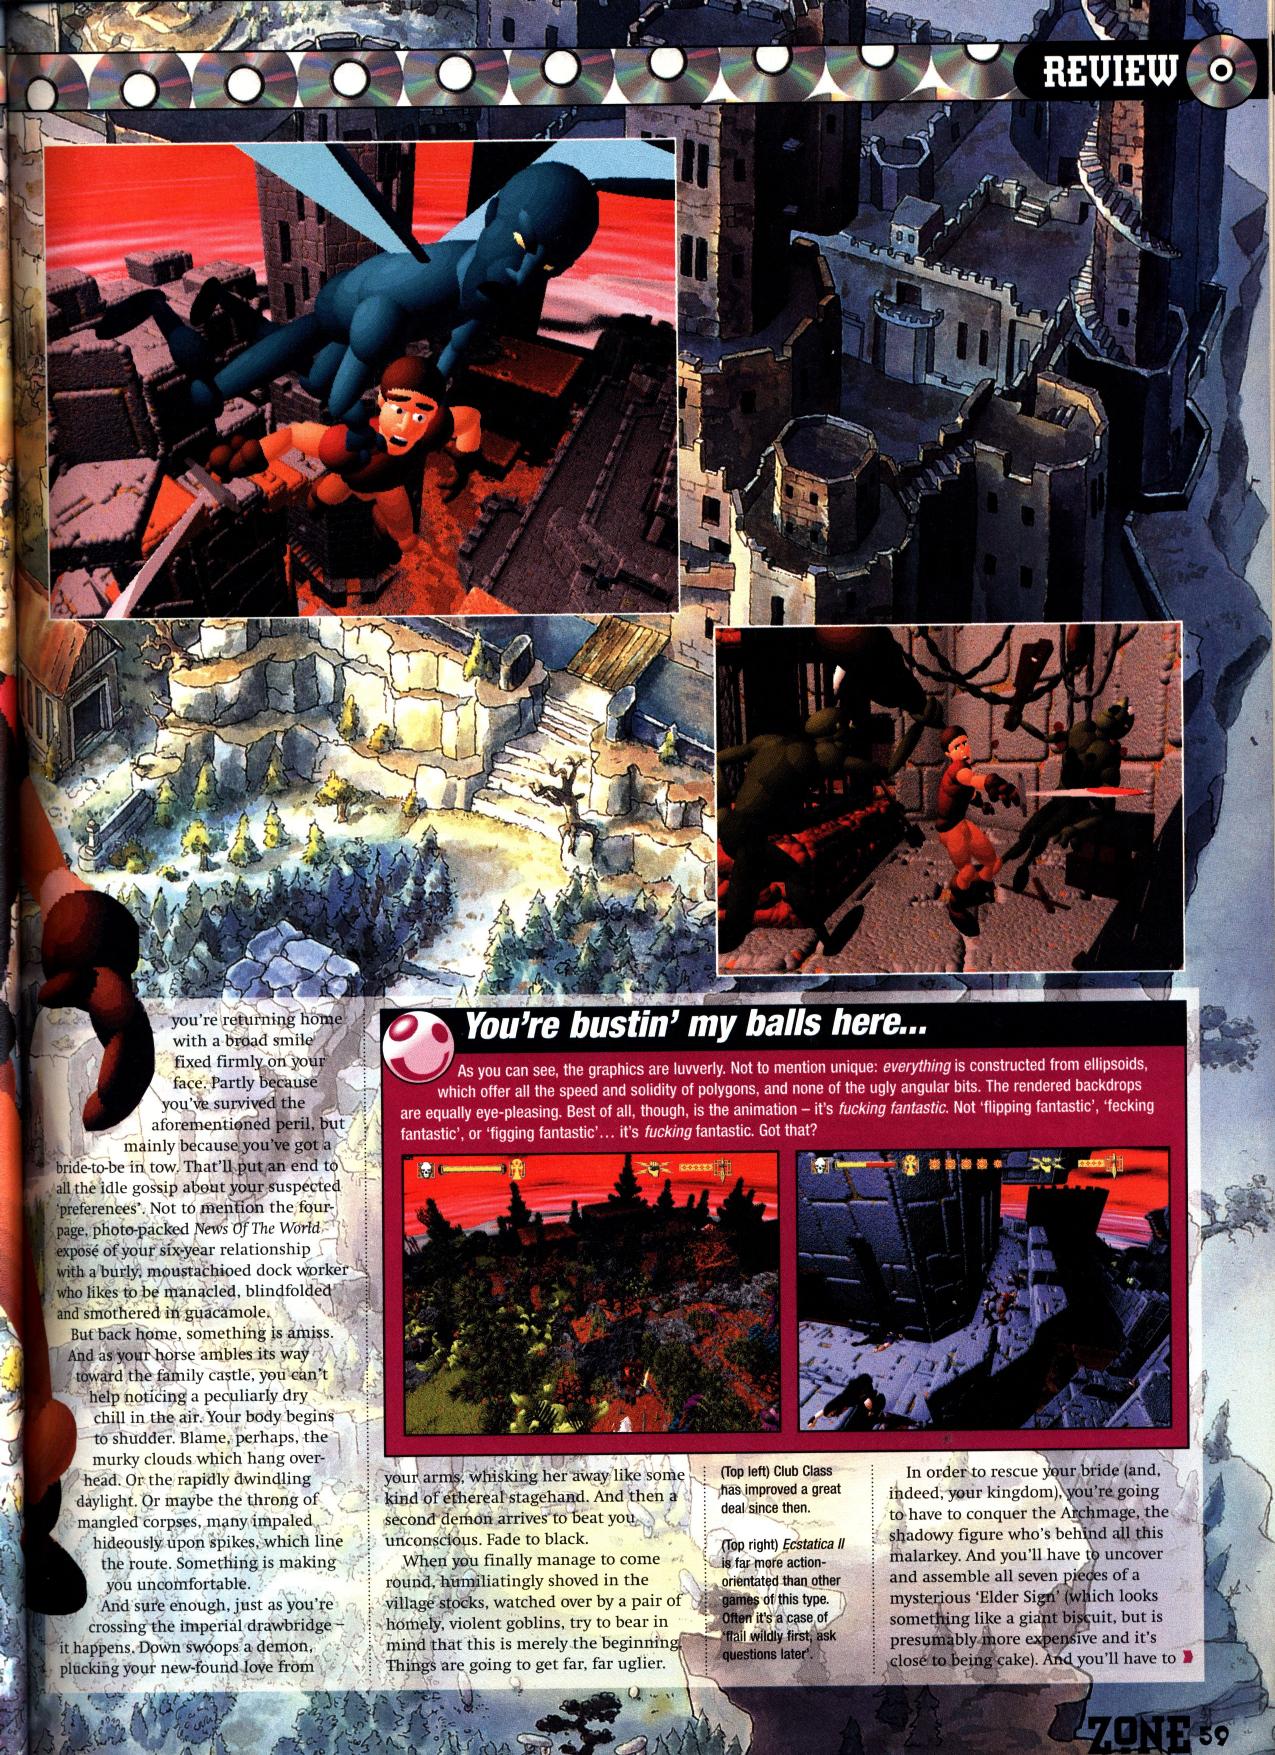 REVIEW
you're returning home
with a broad smile
fixed firmly on your
face. Partly because
you've survived the
aforementioned peril, but
mainly because you've got a
bride-to-be in tow. That'll put an end to
all the idle gossip about your suspected
'preferences'. Not to mention the four-
page, photo-packed News Of The World
exposé of your six-year relationship
with a burly, moustachioed dock worker
who likes to be manacled, blindfolded
and smothered in guacamole.
But back home, something is amiss.
And as your horse ambles its way
toward the family castle, you can't
help noticing a peculiarly dry
chill in the air. Your body begins
to shudder. Blame, perhaps, the
murky clouds which hang over-
head. Or the rapidly dwindling
daylight. Or maybe the throng of
mangled corpses, many impaled
hideously upon spikes, which line
the route. Something is making
you uncomfortable.
And sure enough, just as you're
crossing the imperial drawbridge –
it happens. Down swoops a demon,
plucking your new-found love from
You're bustin' my balls here...
As you can see, the graphics are luvverly. Not to mention unique: everything is constructed from ellipsoids,
which offer all the speed and solidity of polygons, and none of the ugly angular bits. The rendered backdrops
are equally eye-pleasing. Best of all, though, is the animation – it's fucking fantastic. Not 'flipping fantastic', 'fecking
fantastic', or 'figging fantastic'... it's fucking fantastic. Got that?
your arms, whisking her away like some
kind of ethereal stagehand. And then a
second demon arrives to beat you
unconscious. Fade to black.
When you finally manage to come
round, humiliatingly shoved in the
village stocks, watched over by a pair of
homely, violent goblins, try to bear in
mind that this is merely the beginning.
Things are going to get far, far uglier.
(Top left) Club Class
has improved a great
deal since then.
(Top right) Ecstatica II
is far more action-
orientated than other
games of this type.
Often it's a case of
'flail wildly first, ask
questions later'.
In order to rescue your bride (and,
indeed, your kingdom), you're going
to have to conquer the Archmage, the
shadowy figure who's behind all this
malarkey. And you'll have to uncover
and assemble all seven pieces of a
mysterious 'Elder Sign' (which looks
something like a giant biscuit, but is
presumably more expensive and it's
close to being cake). And you'll have to
ZONE 59